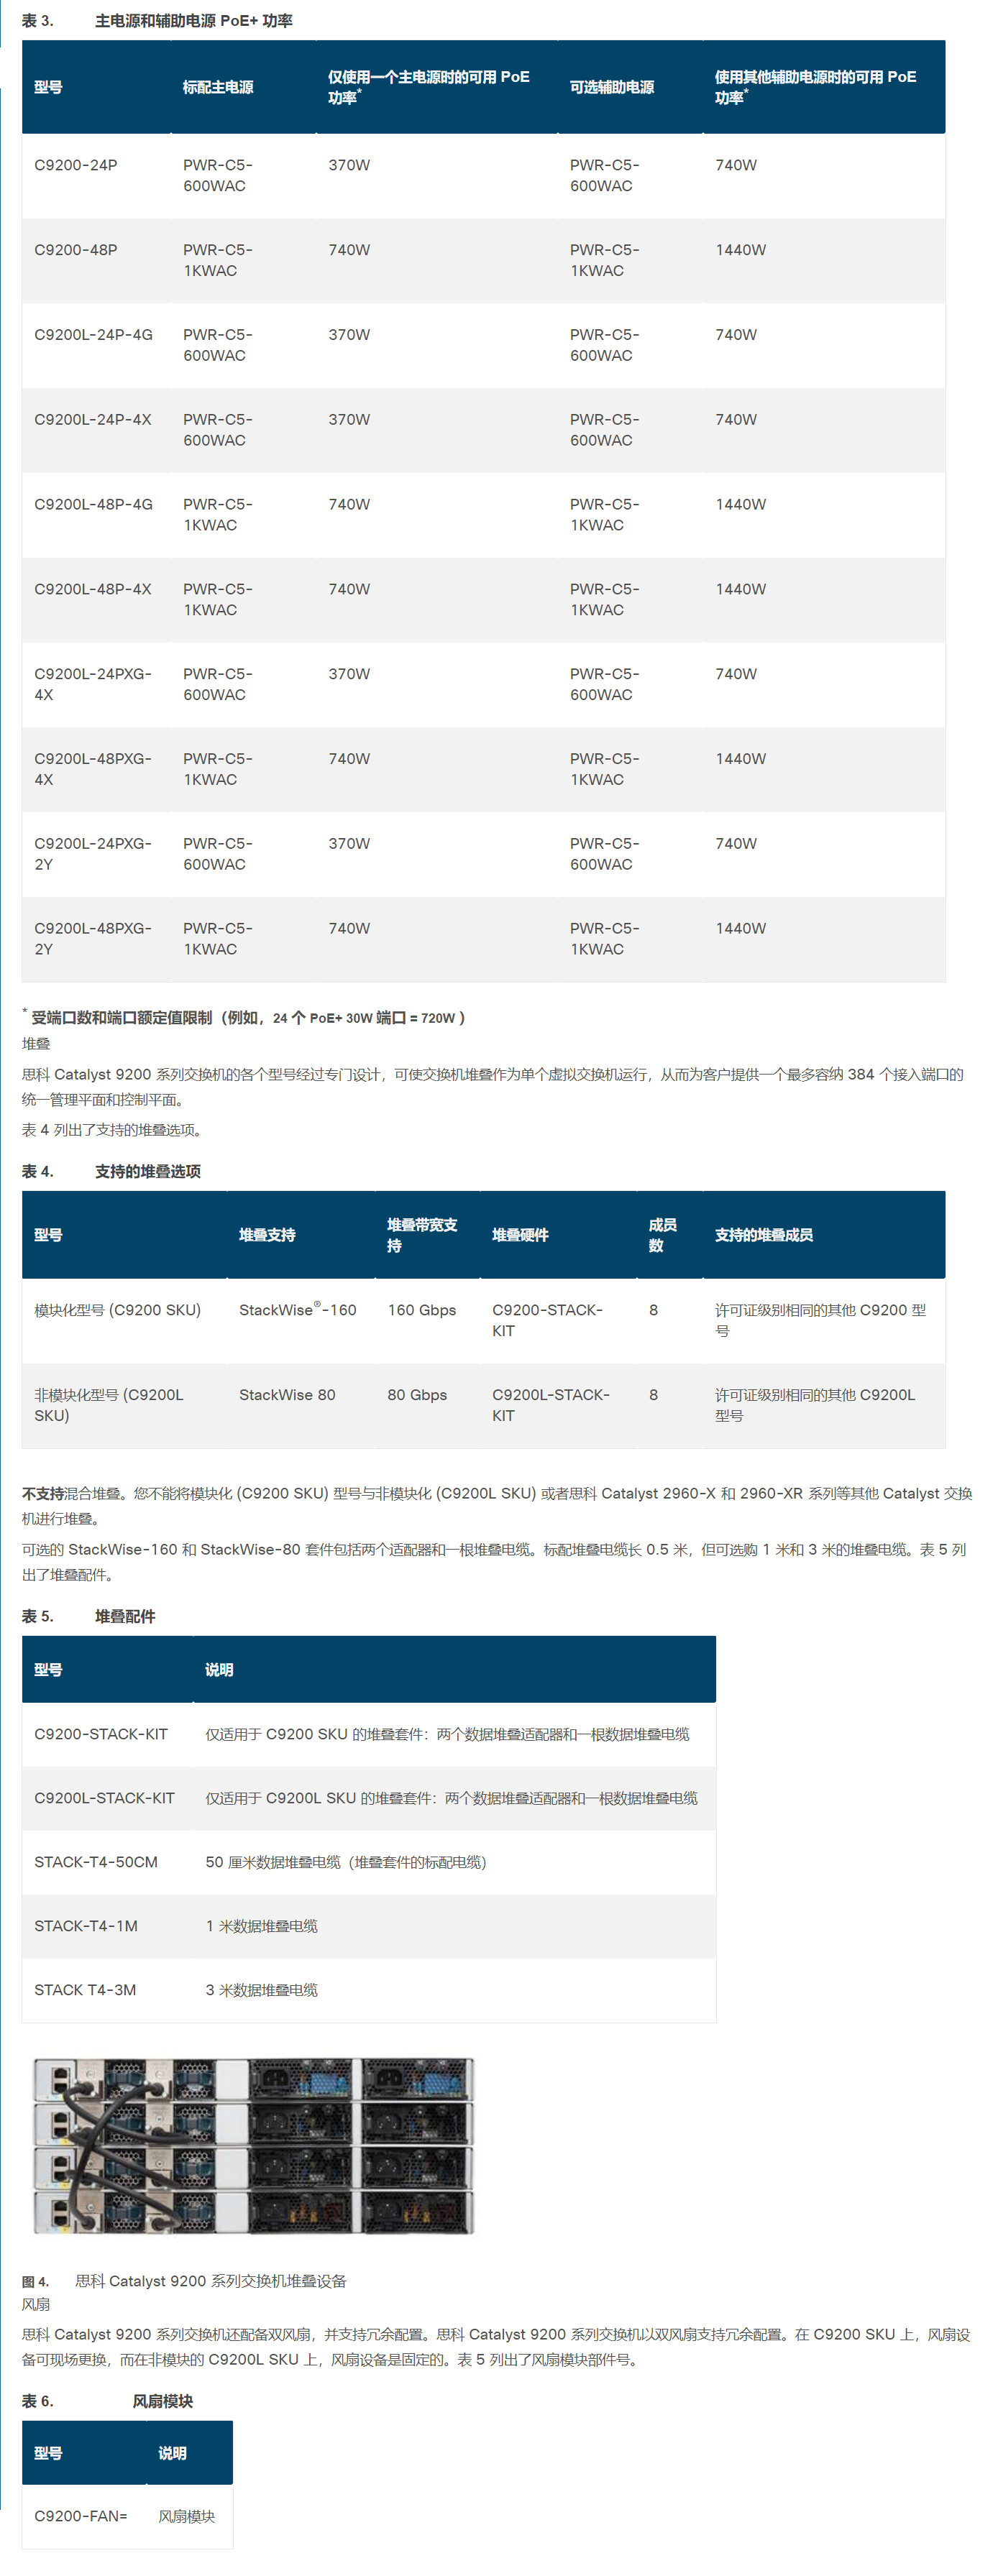 表 3. 主电源和辅助电源 PoE+ 功率
型号 标配主电源 仅使用一个主电源时的可用 PoE 可选辅助电源 使用其他辅助电源时的可用 PoE
功率* 功率*
C9200-24P PWR-C5- 370W PWR-C5- 740W
600WAC 600WAC
C9200-48P PWR-C5- 740W PWR-C5- 1440W
1KWAC 1KWAC
C9200L-24P-4G PWR-C5- 370W PWR-C5- 740W
600WAC 600WAC
C9200L-24P-4X PWR-C5- 370W PWR-C5- 740W
600WAC 600WAC
C9200L-48P-4G PWR-C5- 740W PWR-C5- 1440W
1KWAC 1KWAC
C9200L-48P-4X PWR-C5- 740W PWR-C5- 1440W
1KWAC 1KWAC
C9200L-24PXG- PWR-C5- 370W PWR-C5- 740W
4X 600WAC 600WAC
C9200L-48PXG- PWR-C5- 740W PWR-C5- 1440W
4X 1KWAC 1KWAC
C9200L-24PXG- PWR-C5- 370W PWR-C5- 740W
2Y 600WAC 600WAC
C9200L-48PXG- PWR-C5- 740W PWR-C5- 1440W
2Y 1KWAC 1KWAC
* 受端口数和端口额定值限制（例如，24 个 PoE+ 30W 端口 = 720W ）
堆叠
思科 Catalyst 9200 系列交换机的各个型号经过专门设计，可使交换机堆叠作为单个虚拟交换机运行，从而为客户提供一个最多容纳 384 个接入端口的
统一管理平面和控制平面。
表 4 列出了支持的堆叠选项。
表 4. 支持的堆叠选项
型号 堆叠支持 堆叠带宽支 堆叠硬件 成员 支持的堆叠成员
持 数
模块化型号 (C9200 SKU) StackWise®-160 160 Gbps C9200-STACK- 8 许可证级别相同的其他 C9200 型
KIT 号
非模块化型号 (C9200L StackWise 80 80 Gbps C9200L-STACK- 8 许可证级别相同的其他 C9200L
SKU) KIT 型号
不支持混合堆叠。您不能将模块化 (C9200 SKU) 型号与非模块化 (C9200L SKU) 或者思科 Catalyst 2960-X 和 2960-XR 系列等其他 Catalyst 交换
机进行堆叠。
可选的 StackWise-160 和 StackWise-80 套件包括两个适配器和一根堆叠电缆。标配堆叠电缆长 0.5 米，但可选购 1 米和 3 米的堆叠电缆。表 5 列
出了堆叠配件。
表 5. 堆叠配件
型号 说明
C9200-STACK-KIT 仅适用于 C9200 SKU 的堆叠套件：两个数据堆叠适配器和一根数据堆叠电缆
C9200L-STACK-KIT 仅适用于 C9200L SKU 的堆叠套件：两个数据堆叠适配器和一根数据堆叠电缆
STACK-T4-50CM 50 厘米数据堆叠电缆（堆叠套件的标配电缆）
STACK-T4-1M 1 米数据堆叠电缆
STACK T4-3M 3 米数据堆叠电缆
图 4. 思科 Catalyst 9200 系列交换机堆叠设备
风扇
思科 Catalyst 9200 系列交换机还配备双风扇，并支持冗余配置。思科 Catalyst 9200 系列交换机以双风扇支持冗余配置。在 C9200 SKU 上，风扇设
备可现场更换，而在非模块的 C9200L SKU 上，风扇设备是固定的。表 5 列出了风扇模块部件号。
表 6. 风扇模块
型号 说明
C9200-FAN= 风扇模块